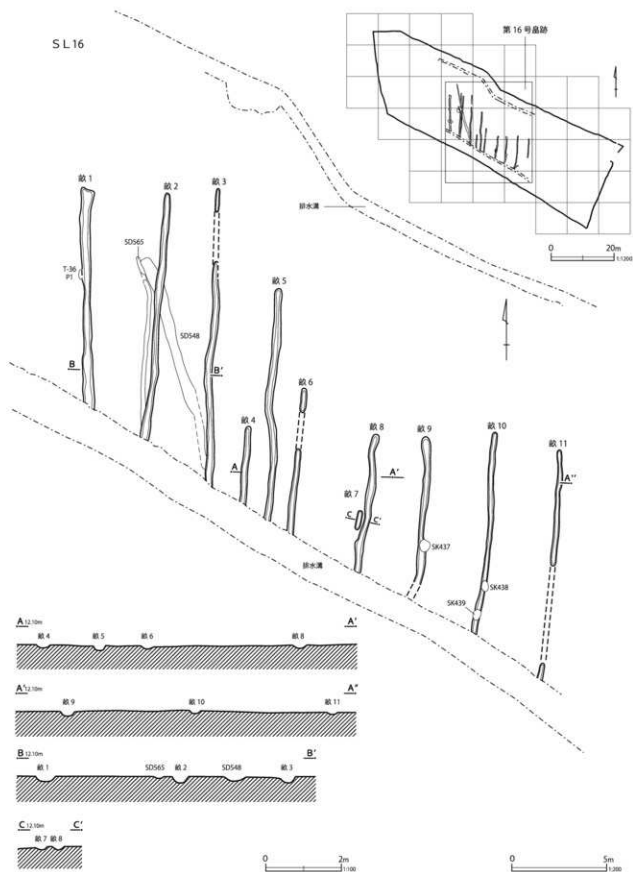 SL16
第16号畠跡
0 20m
1:1200
排水溝
畝1
畝2
畝3
SD565
T-36
P1
SD548
畝5
B
B'
畝6
畝4
畝8
畝9
畝10
畝11
A
A'
A''
畝7
C
C'
SK437
排水溝
SK438
SK439
A 12.10m A'
畝4 畝5 畝6 畝8
A' 12.10m A''
畝9 畝10 畝11
B 12.10m B'
畝1 SD565 畝2 SD548 畝3
C 12.10m C'
畝7 畝8
0 2m
1:100
0 5m
1:200